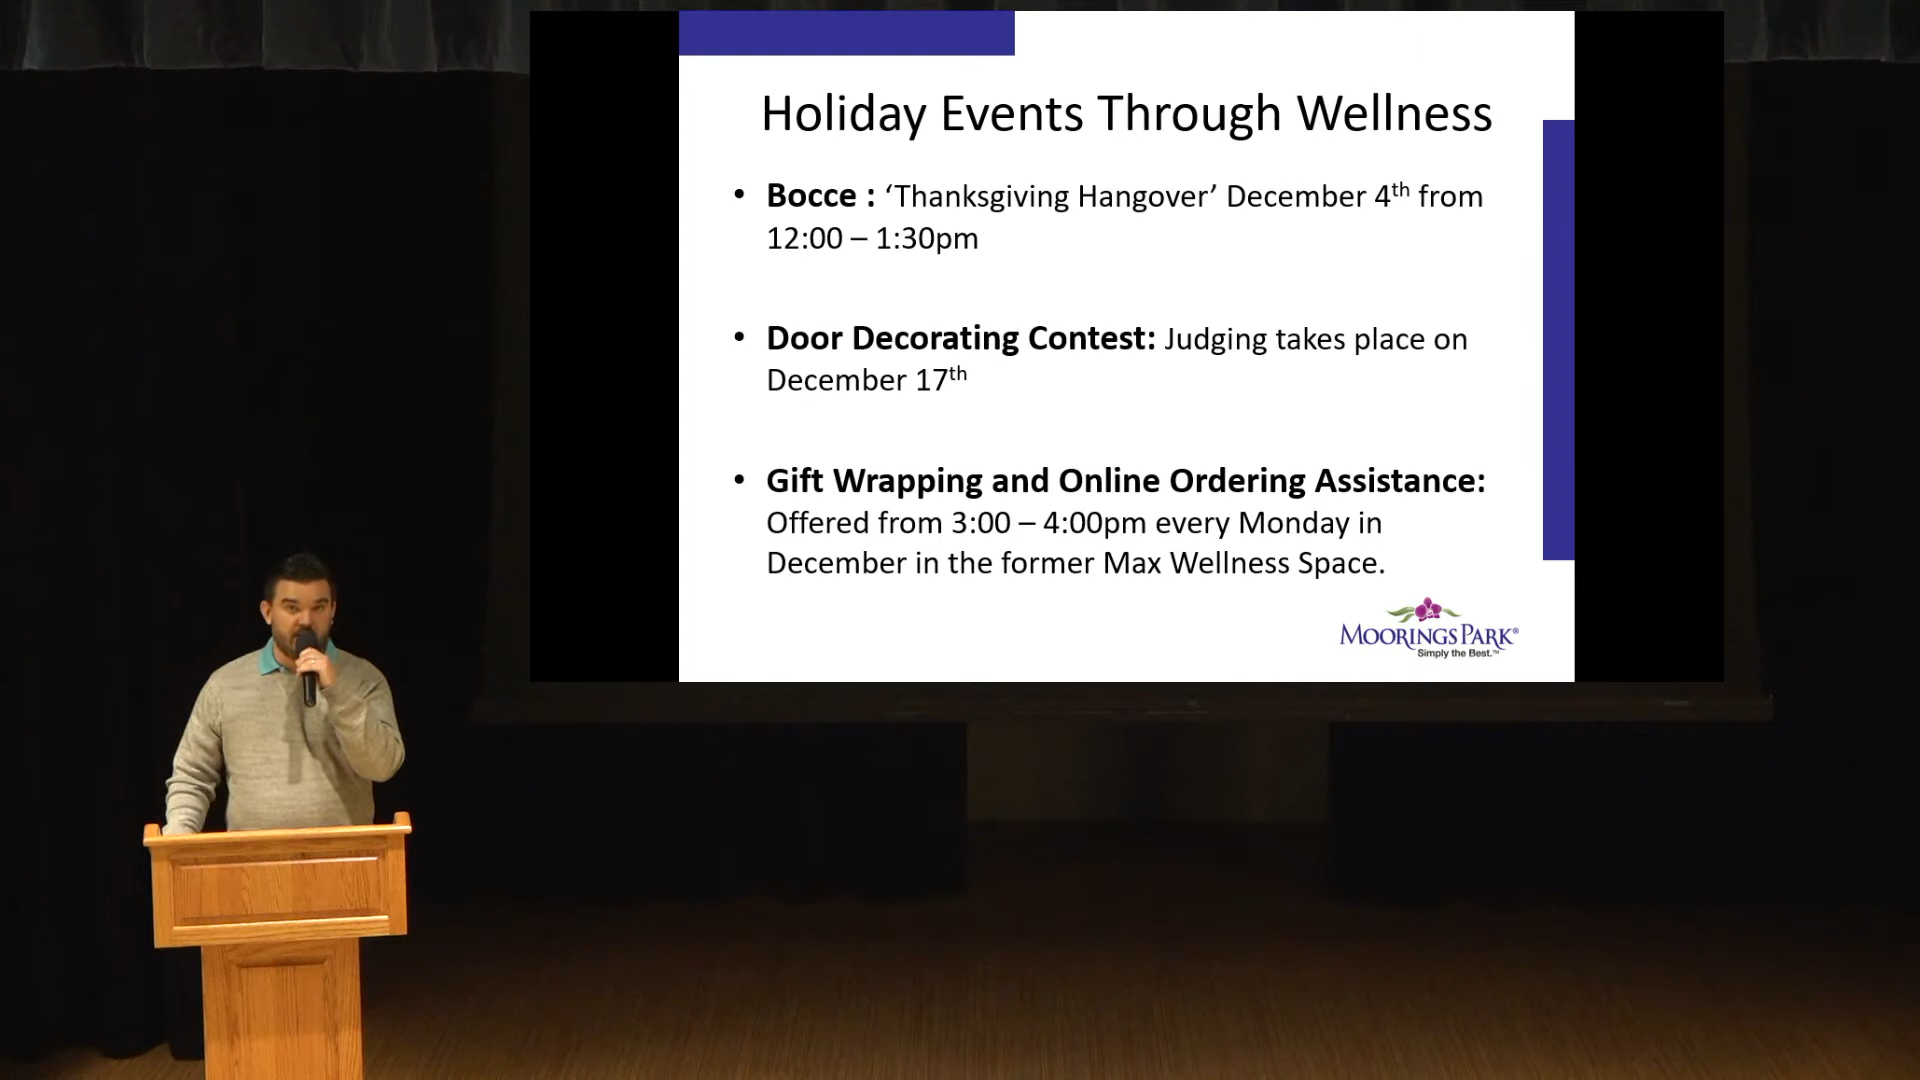 Holiday Events Through Wellness
• Bocce : ‘Thanksgiving Hangover’ December 4th from
12:00 – 1:30pm
• Door Decorating Contest: Judging takes place on
December 17th
• Gift Wrapping and Online Ordering Assistance:
Offered from 3:00 – 4:00pm every Monday in
December in the former Max Wellness Space.
MOORINGS PARK®
Simply the Best.™